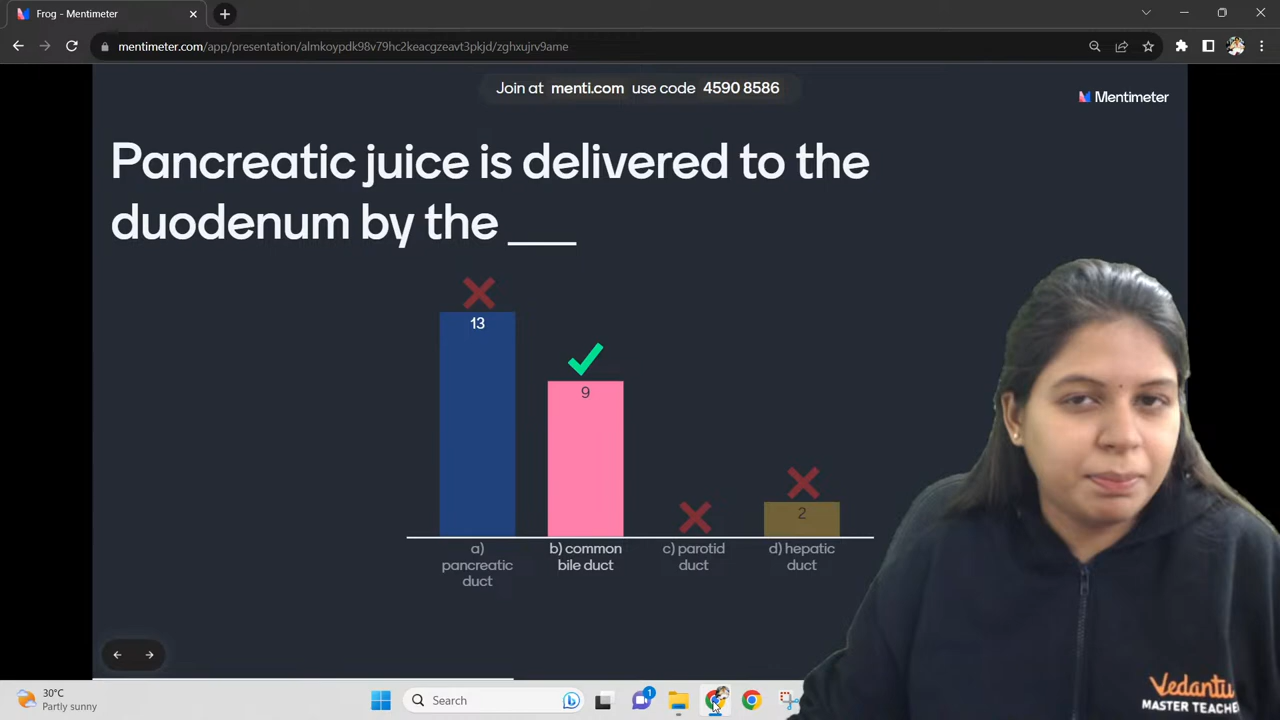 Frog - Mentimeter
mentimeter.com/app/presentation/almkoypdk98v79hc2keacgzeavt3pkjd/zghxujrv9ame
Join at menti.com use code 4590 8586
Mentimeter
Pancreatic juice is delivered to the
duodenum by the ___
13
9
2
a)
pancreatic
duct
b) common
bile duct
c) parotid
duct
d) hepatic
duct
Vedantu
MASTER TEACHE
30°C
Partly sunny
Search
1